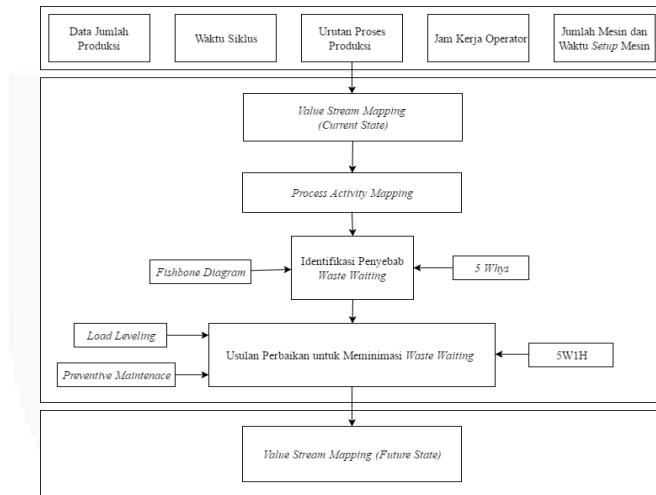 Data Jumlah
Produksi
Waktu Siklus
Urutan Proses
Produksi
Jam Kerja Operator
Jumlah Mesin dan
Waktu Setup Mesin
Value Stream Mapping
(Current State)
Process Activity Mapping
Identifikasi Penyebab
Waste Waiting
Fishbone Diagram
5 Whys
Load Leveling
Usulan Perbaikan untuk Meminimasi Waste Waiting
5W1H
Preventive Maintenace
Value Stream Mapping (Future State)